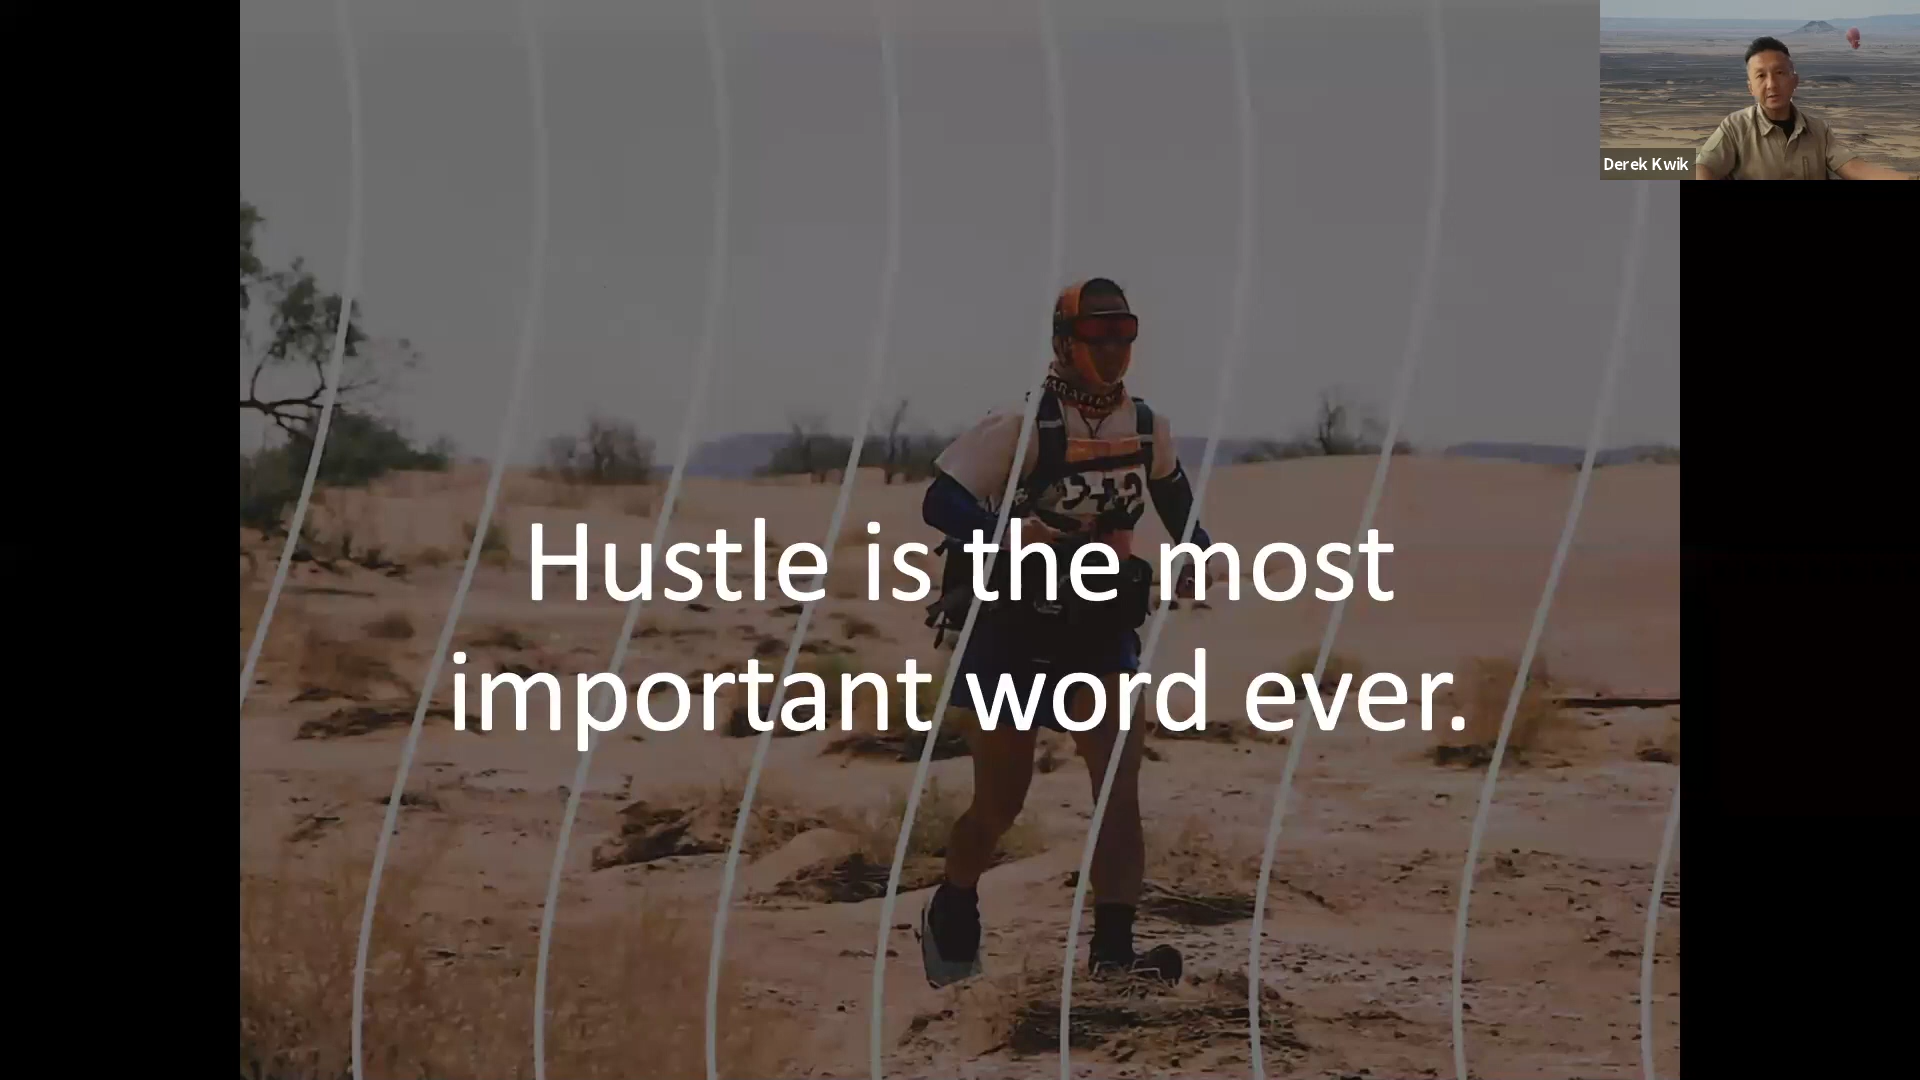 Derek Kwik
Hustle is the most
important word ever.